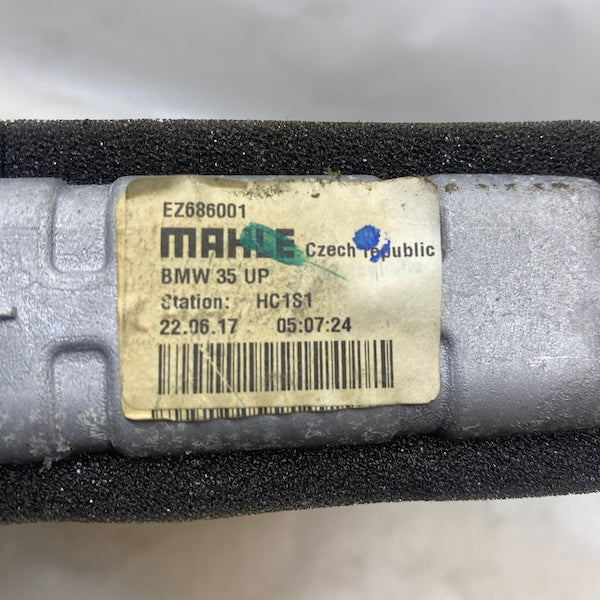 EZ686001
MAHLE Czech republic
BMW 35 UP
Station: HC1S1
22.06.17 05:07:24